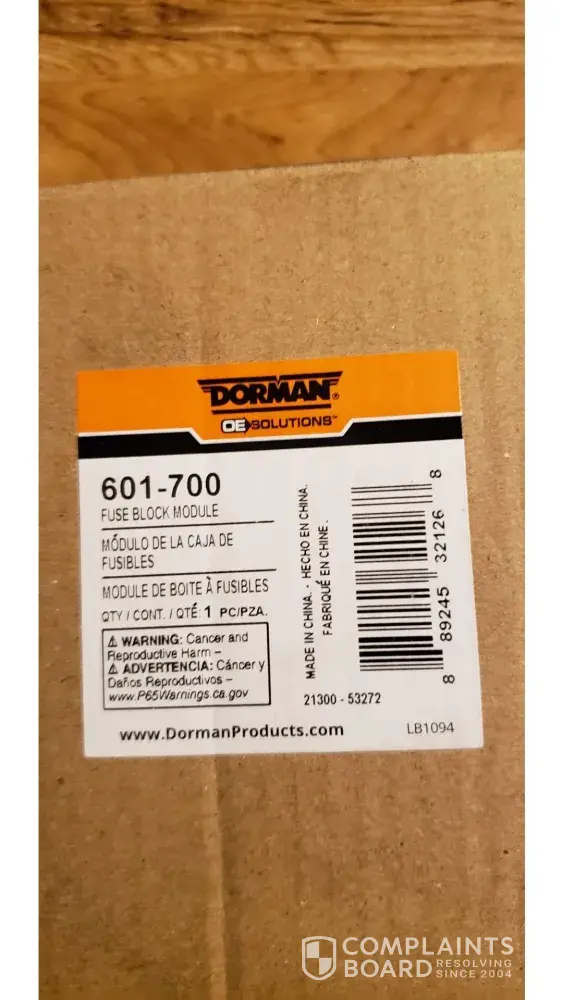 DORMAN®
OE SOLUTIONS™
601-700
FUSE BLOCK MODULE
MÓDULO DE LA CAJA DE
FUSIBLES
MODULE DE BOITE À FUSIBLES
QTY / CONT. / QTÉ: 1 PC/PZA.
⚠ WARNING: Cancer and
Reproductive Harm –
⚠ ADVERTENCIA: Cáncer y
Daños Reproductivos –
www.P65Warnings.ca.gov
MADE IN CHINA. - HECHO EN CHINA.
FABRIQUÉ EN CHINE.
8 89245 32126 8
21300 - 53272
www.DormanProducts.com
LB1094
COMPLAINTS
BOARD RESOLVING
SINCE 2004